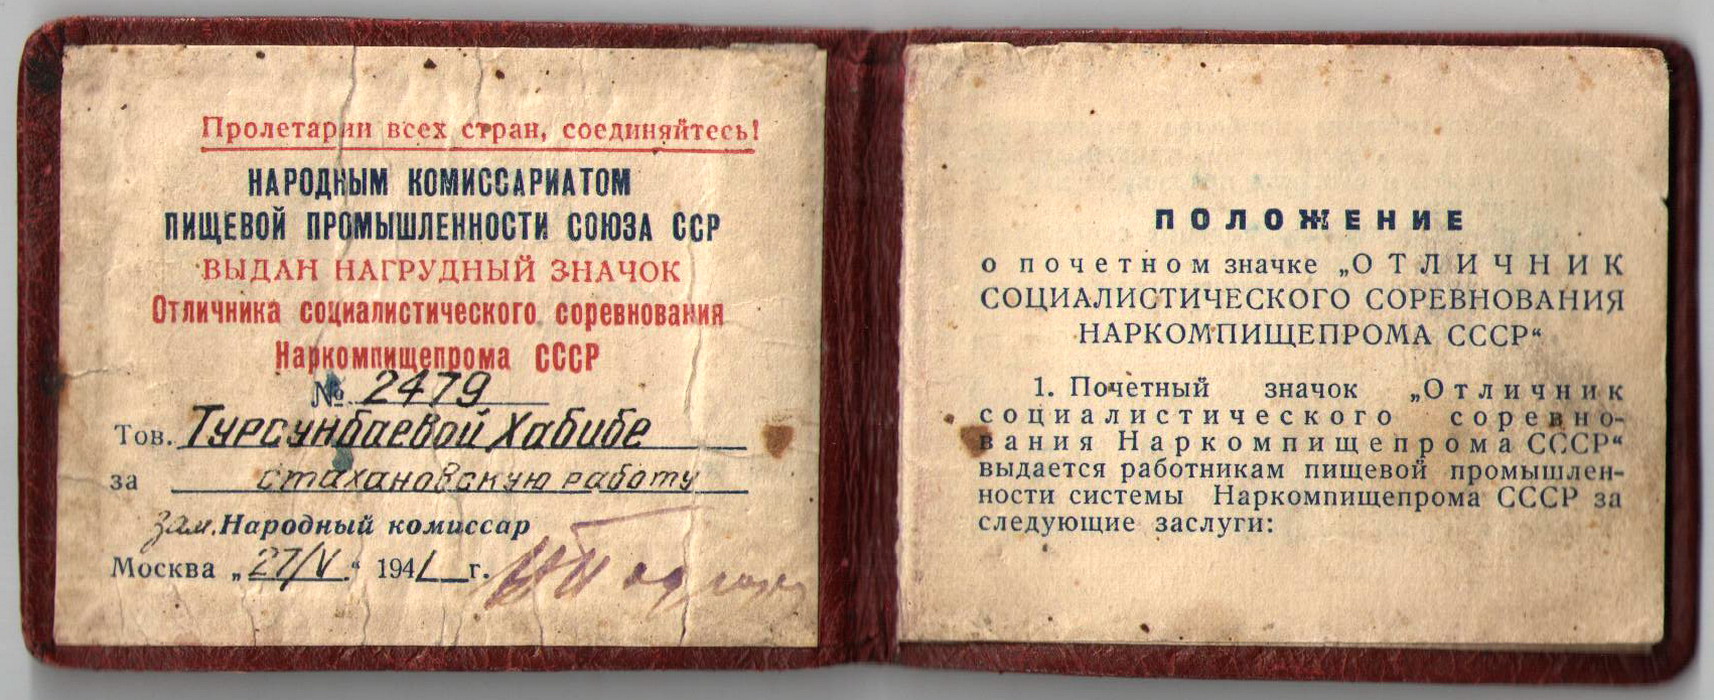 Пролетарии всех стран, соединяйтесь!
НАРОДНЫМ КОМИССАРИАТОМ
ПИЩЕВОЙ ПРОМЫШЛЕННОСТИ СОЮЗА ССР
ВЫДАН НАГРУДНЫЙ ЗНАЧОК
Отличника социалистического соревнования
Наркомпищепрома СССР
№ 2479
Тов. Турсунбаевой Хабибе
за стахановскую работу
зам. Народный комиссар
Москва „27/V“ 1941 г.
ПОЛОЖЕНИЕ
о почетном значке „ОТЛИЧНИК
СОЦИАЛИСТИЧЕСКОГО СОРЕВНОВАНИЯ
НАРКОМПИЩЕПРОМА СССР“
1. Почетный значок „Отличник
социалистического соревно-
вания Наркомпищепрома СССР“
выдается работникам пищевой промышлен-
ности системы Наркомпищепрома СССР за
следующие заслуги: